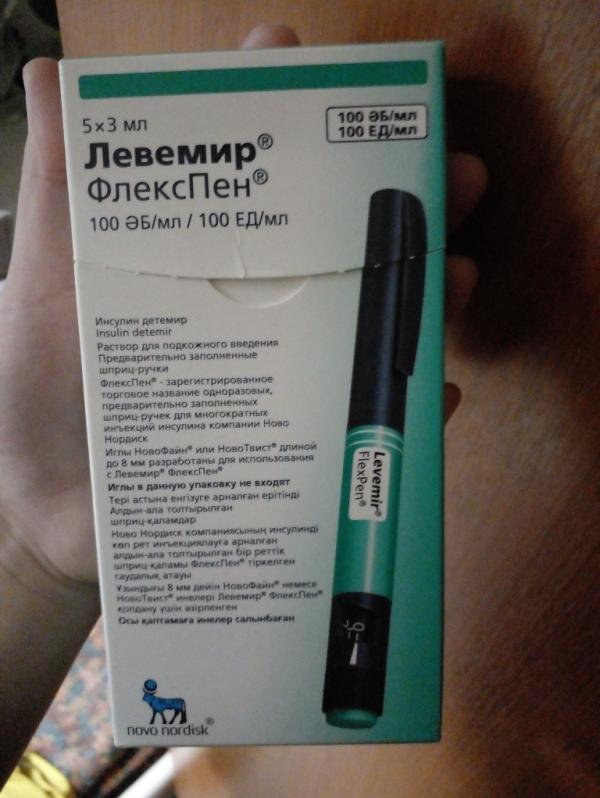 5×3 мл
100 ӘБ/мл
100 ЕД/мл
Левемир®
ФлексПен®
100 ӘБ/мл / 100 ЕД/мл
Инсулин детемир
Insulin detemir
Раствор для подкожного введения
Предварительно заполненные
шприц-ручки
ФлексПен® - зарегистрированное
торговое название одноразовых,
предварительно заполненных
шприц-ручек для многократных
инъекций инсулина компании Ново
Нордиск
Иглы НовоФайн® или НовоТвист® длиной
до 8 мм разработаны для использования
с Левемир® ФлексПен®
Иглы в данную упаковку не входят
Тері астына енгізуге арналған ерітінді
Алдын-ала толтырылған
шприц-қаламдар
Ново Нордиск компаниясының инсулинді
көп рет инъекциялауға арналған
алдын-ала толтырылған бір реттік
шприц-қаламы ФлексПен® тіркелген
саудалық атауы
Ұзындығы 8 мм дейін НовоФайн® немесе
НовоТвист® инелері Левемир® ФлексПен®
қолдану үшін әзірленген
Осы қаптамаға инелер салынбаған
Levemir®
FlexPen®
novo nordisk®